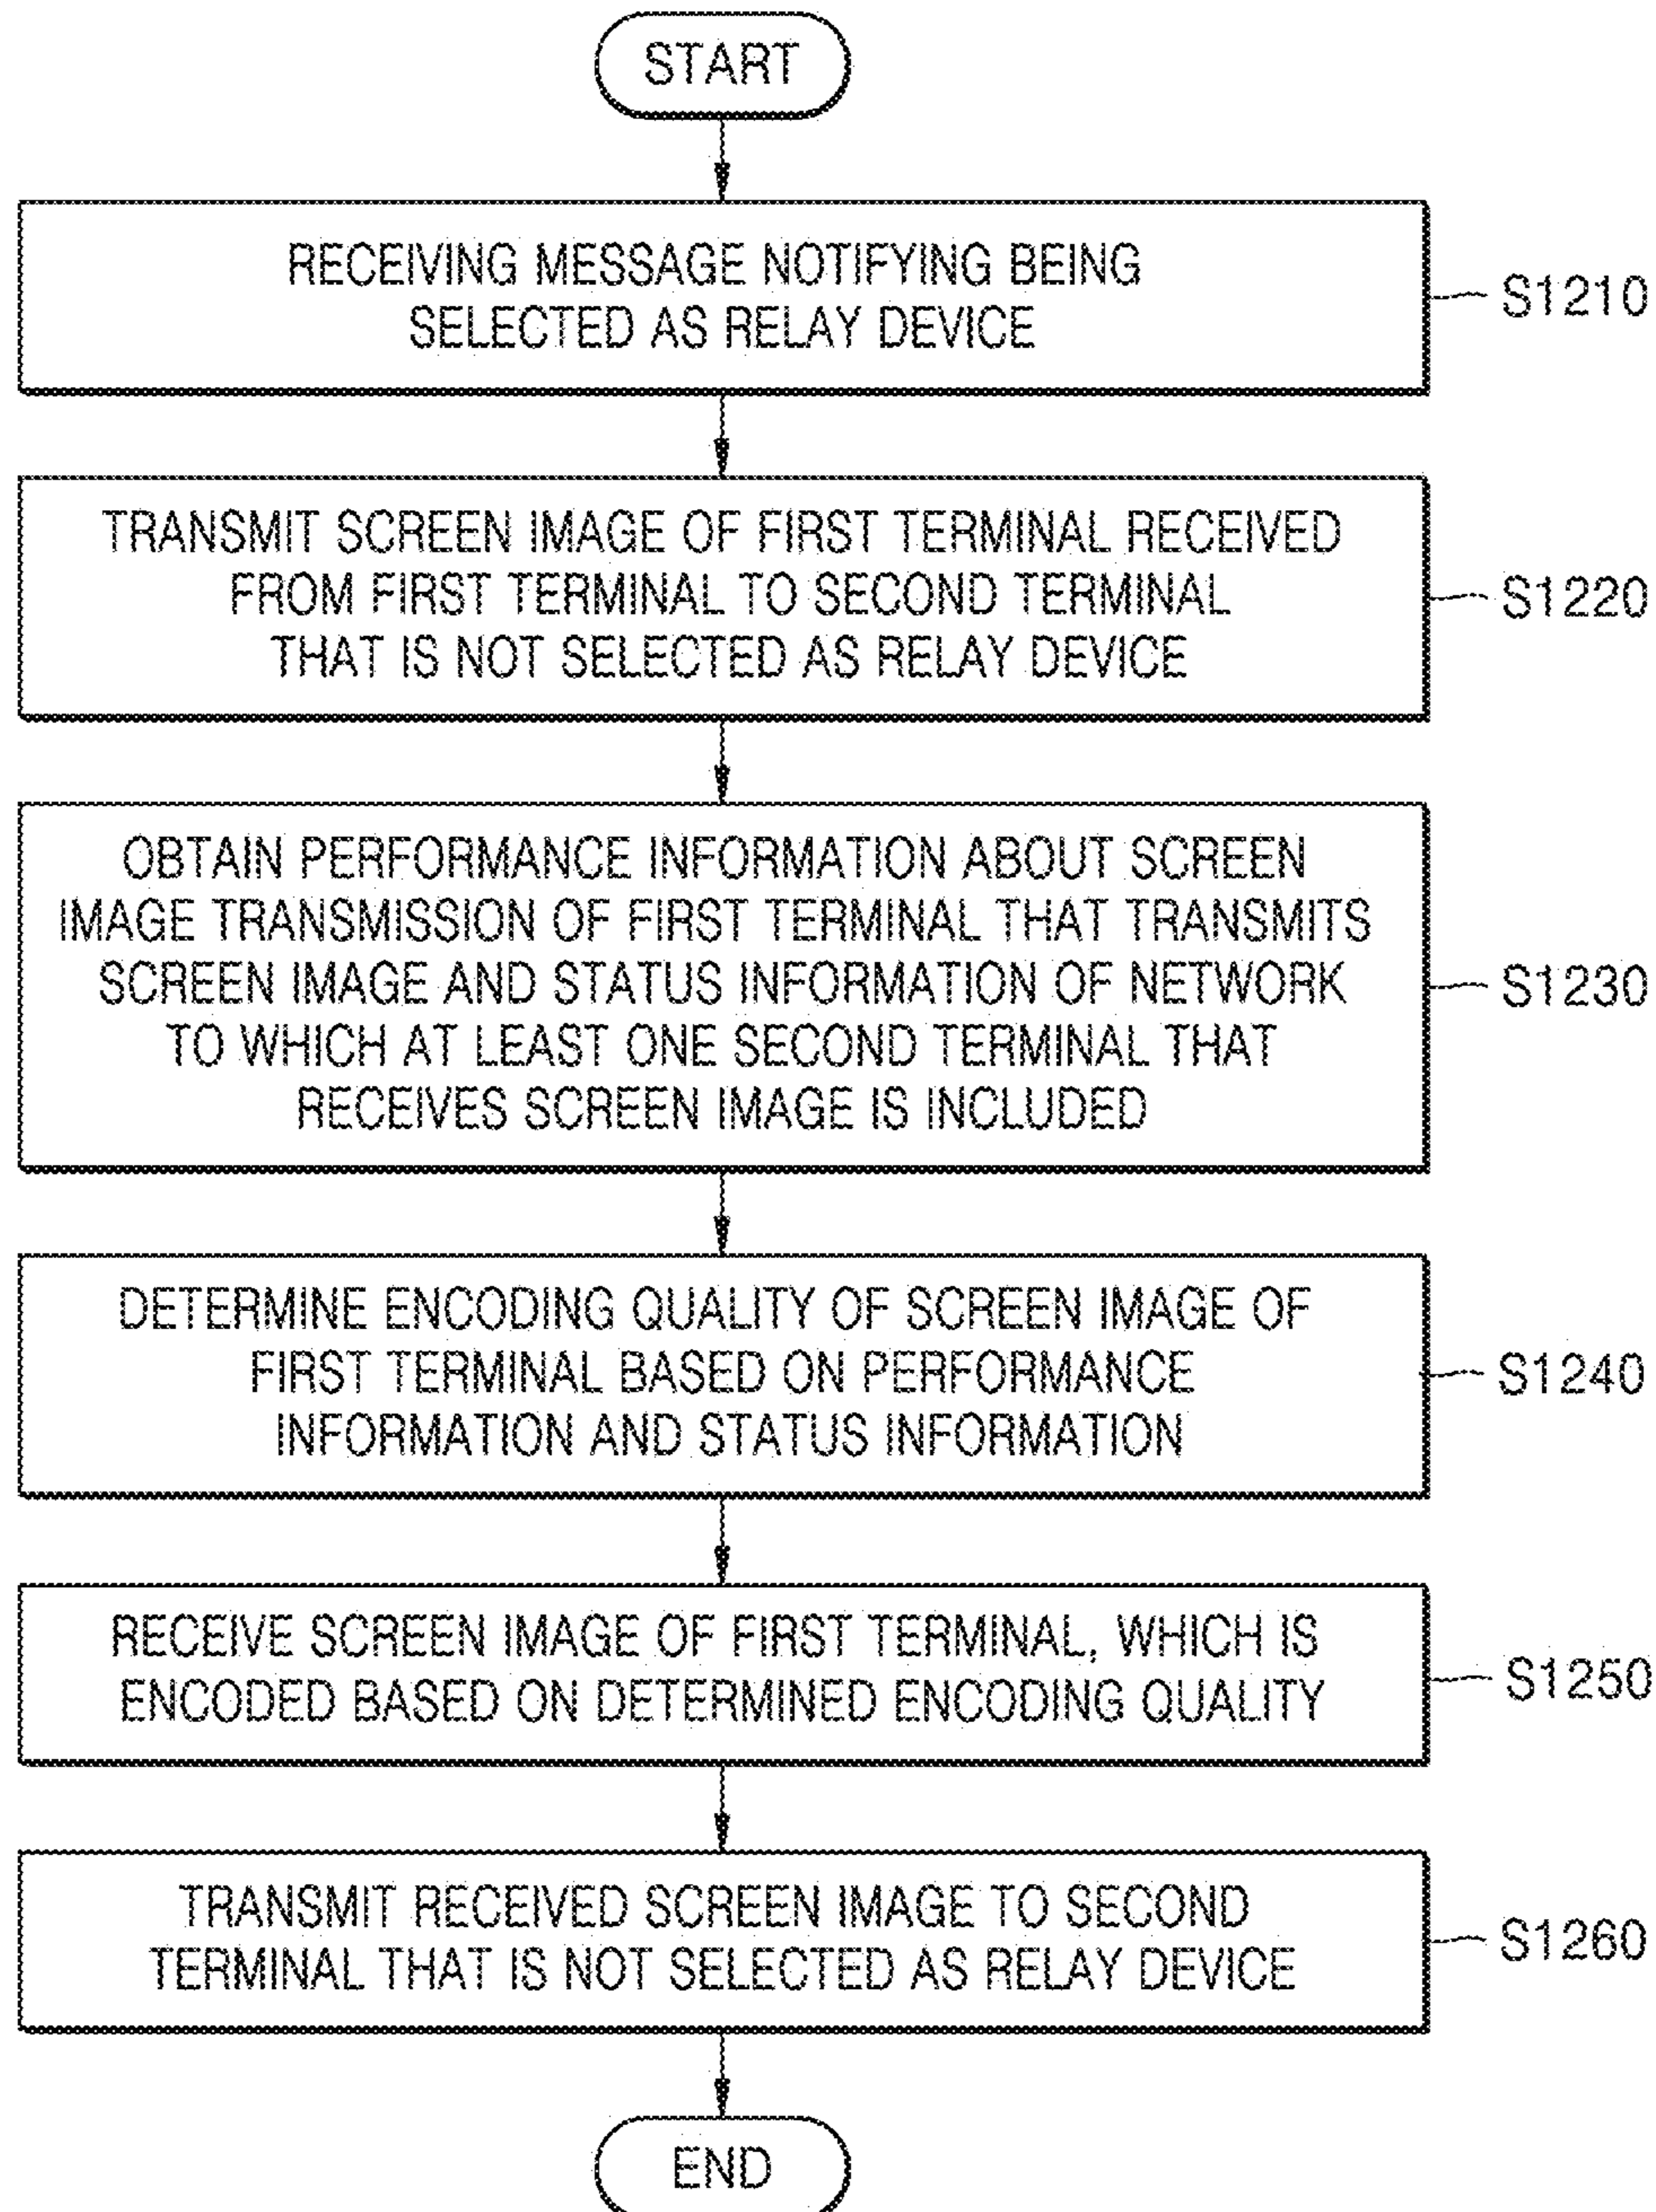 START
RECEIVING MESSAGE NOTIFYING BEING
SELECTED AS RELAY DEVICE
S1210
TRANSMIT SCREEN IMAGE OF FIRST TERMINAL RECEIVED
FROM FIRST TERMINAL TO SECOND TERMINAL
THAT IS NOT SELECTED AS RELAY DEVICE
S1220
OBTAIN PERFORMANCE INFORMATION ABOUT SCREEN
IMAGE TRANSMISSION OF FIRST TERMINAL THAT TRANSMITS
SCREEN IMAGE AND STATUS INFORMATION OF NETWORK
TO WHICH AT LEAST ONE SECOND TERMINAL THAT
RECEIVES SCREEN IMAGE IS INCLUDED
S1230
DETERMINE ENCODING QUALITY OF SCREEN IMAGE OF
FIRST TERMINAL BASED ON PERFORMANCE
INFORMATION AND STATUS INFORMATION
S1240
RECEIVE SCREEN IMAGE OF FIRST TERMINAL, WHICH IS
ENCODED BASED ON DETERMINED ENCODING QUALITY
S1250
TRANSMIT RECEIVED SCREEN IMAGE TO SECOND
TERMINAL THAT IS NOT SELECTED AS RELAY DEVICE
S1260
END